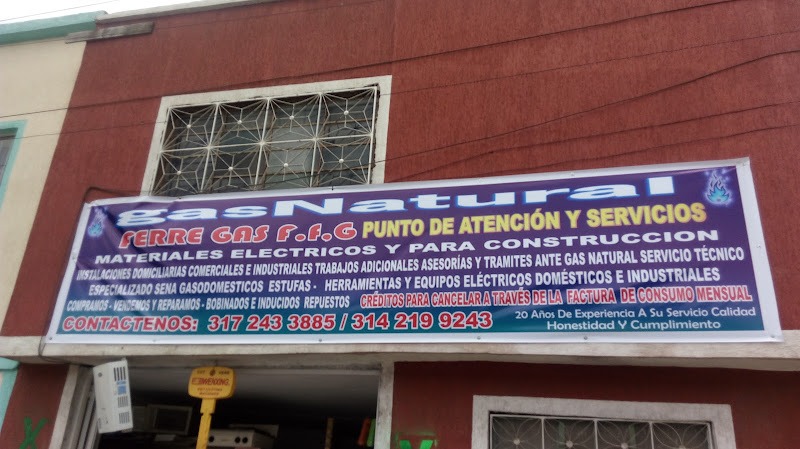 gasNatural
FERRE GAS F.f.G PUNTO DE ATENCIÓN Y SERVICIOS
MATERIALES ELECTRICOS Y PARA CONSTRUCCION
INSTALACIONES DOMICILIARIAS COMERCIALES E INDUSTRIALES TRABAJOS ADICIONALES ASESORÍAS Y TRAMITES ANTE GAS NATURAL SERVICIO TÉCNICO
ESPECIALIZADO SENA GASODOMESTICOS ESTUFAS - HERRAMIENTAS Y EQUIPOS ELÉCTRICOS DOMÉSTICOS E INDUSTRIALES
COMPRAMOS - VENDEMOS Y REPARAMOS - BOBINADOS E INDUCIDOS REPUESTOS CRÉDITOS PARA CANCELAR A TRAVÉS DE LA FACTURA DE CONSUMO MENSUAL
CONTACTENOS: 317 243 3885 / 314 219 9243
20 Años De Experiencia A Su Servicio Calidad
Honestidad Y Cumplimiento